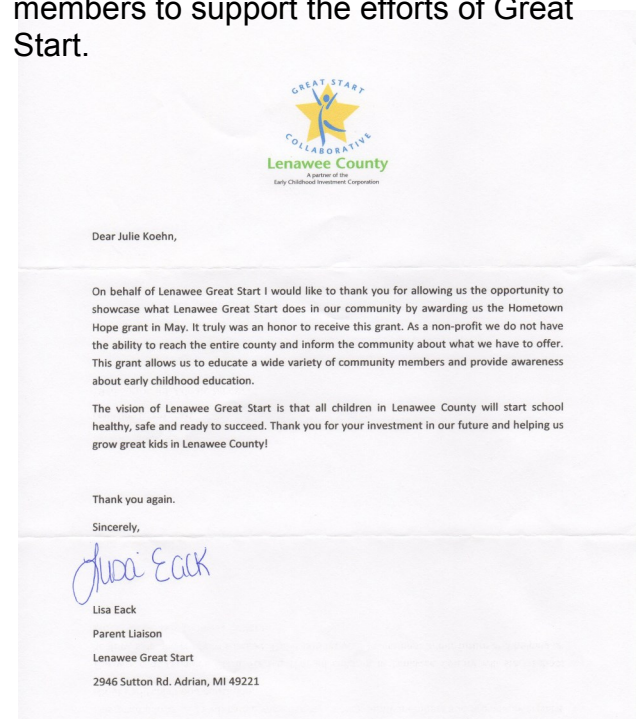 members to support the efforts of Great
Start.
GREAT START
COLLABORATIVE
Lenawee County
A partner of the
Early Childhood Investment Corporation
Dear Julie Koehn,
On behalf of Lenawee Great Start I would like to thank you for allowing us the opportunity to
showcase what Lenawee Great Start does in our community by awarding us the Hometown
Hope grant in May. It truly was an honor to receive this grant. As a non-profit we do not have
the ability to reach the entire county and inform the community about what we have to offer.
This grant allows us to educate a wide variety of community members and provide awareness
about early childhood education.
The vision of Lenawee Great Start is that all children in Lenawee County will start school
healthy, safe and ready to succeed. Thank you for your investment in our future and helping us
grow great kids in Lenawee County!
Thank you again.
Sincerely,
Lisa Eack
Lisa Eack
Parent Liaison
Lenawee Great Start
2946 Sutton Rd. Adrian, MI 49221